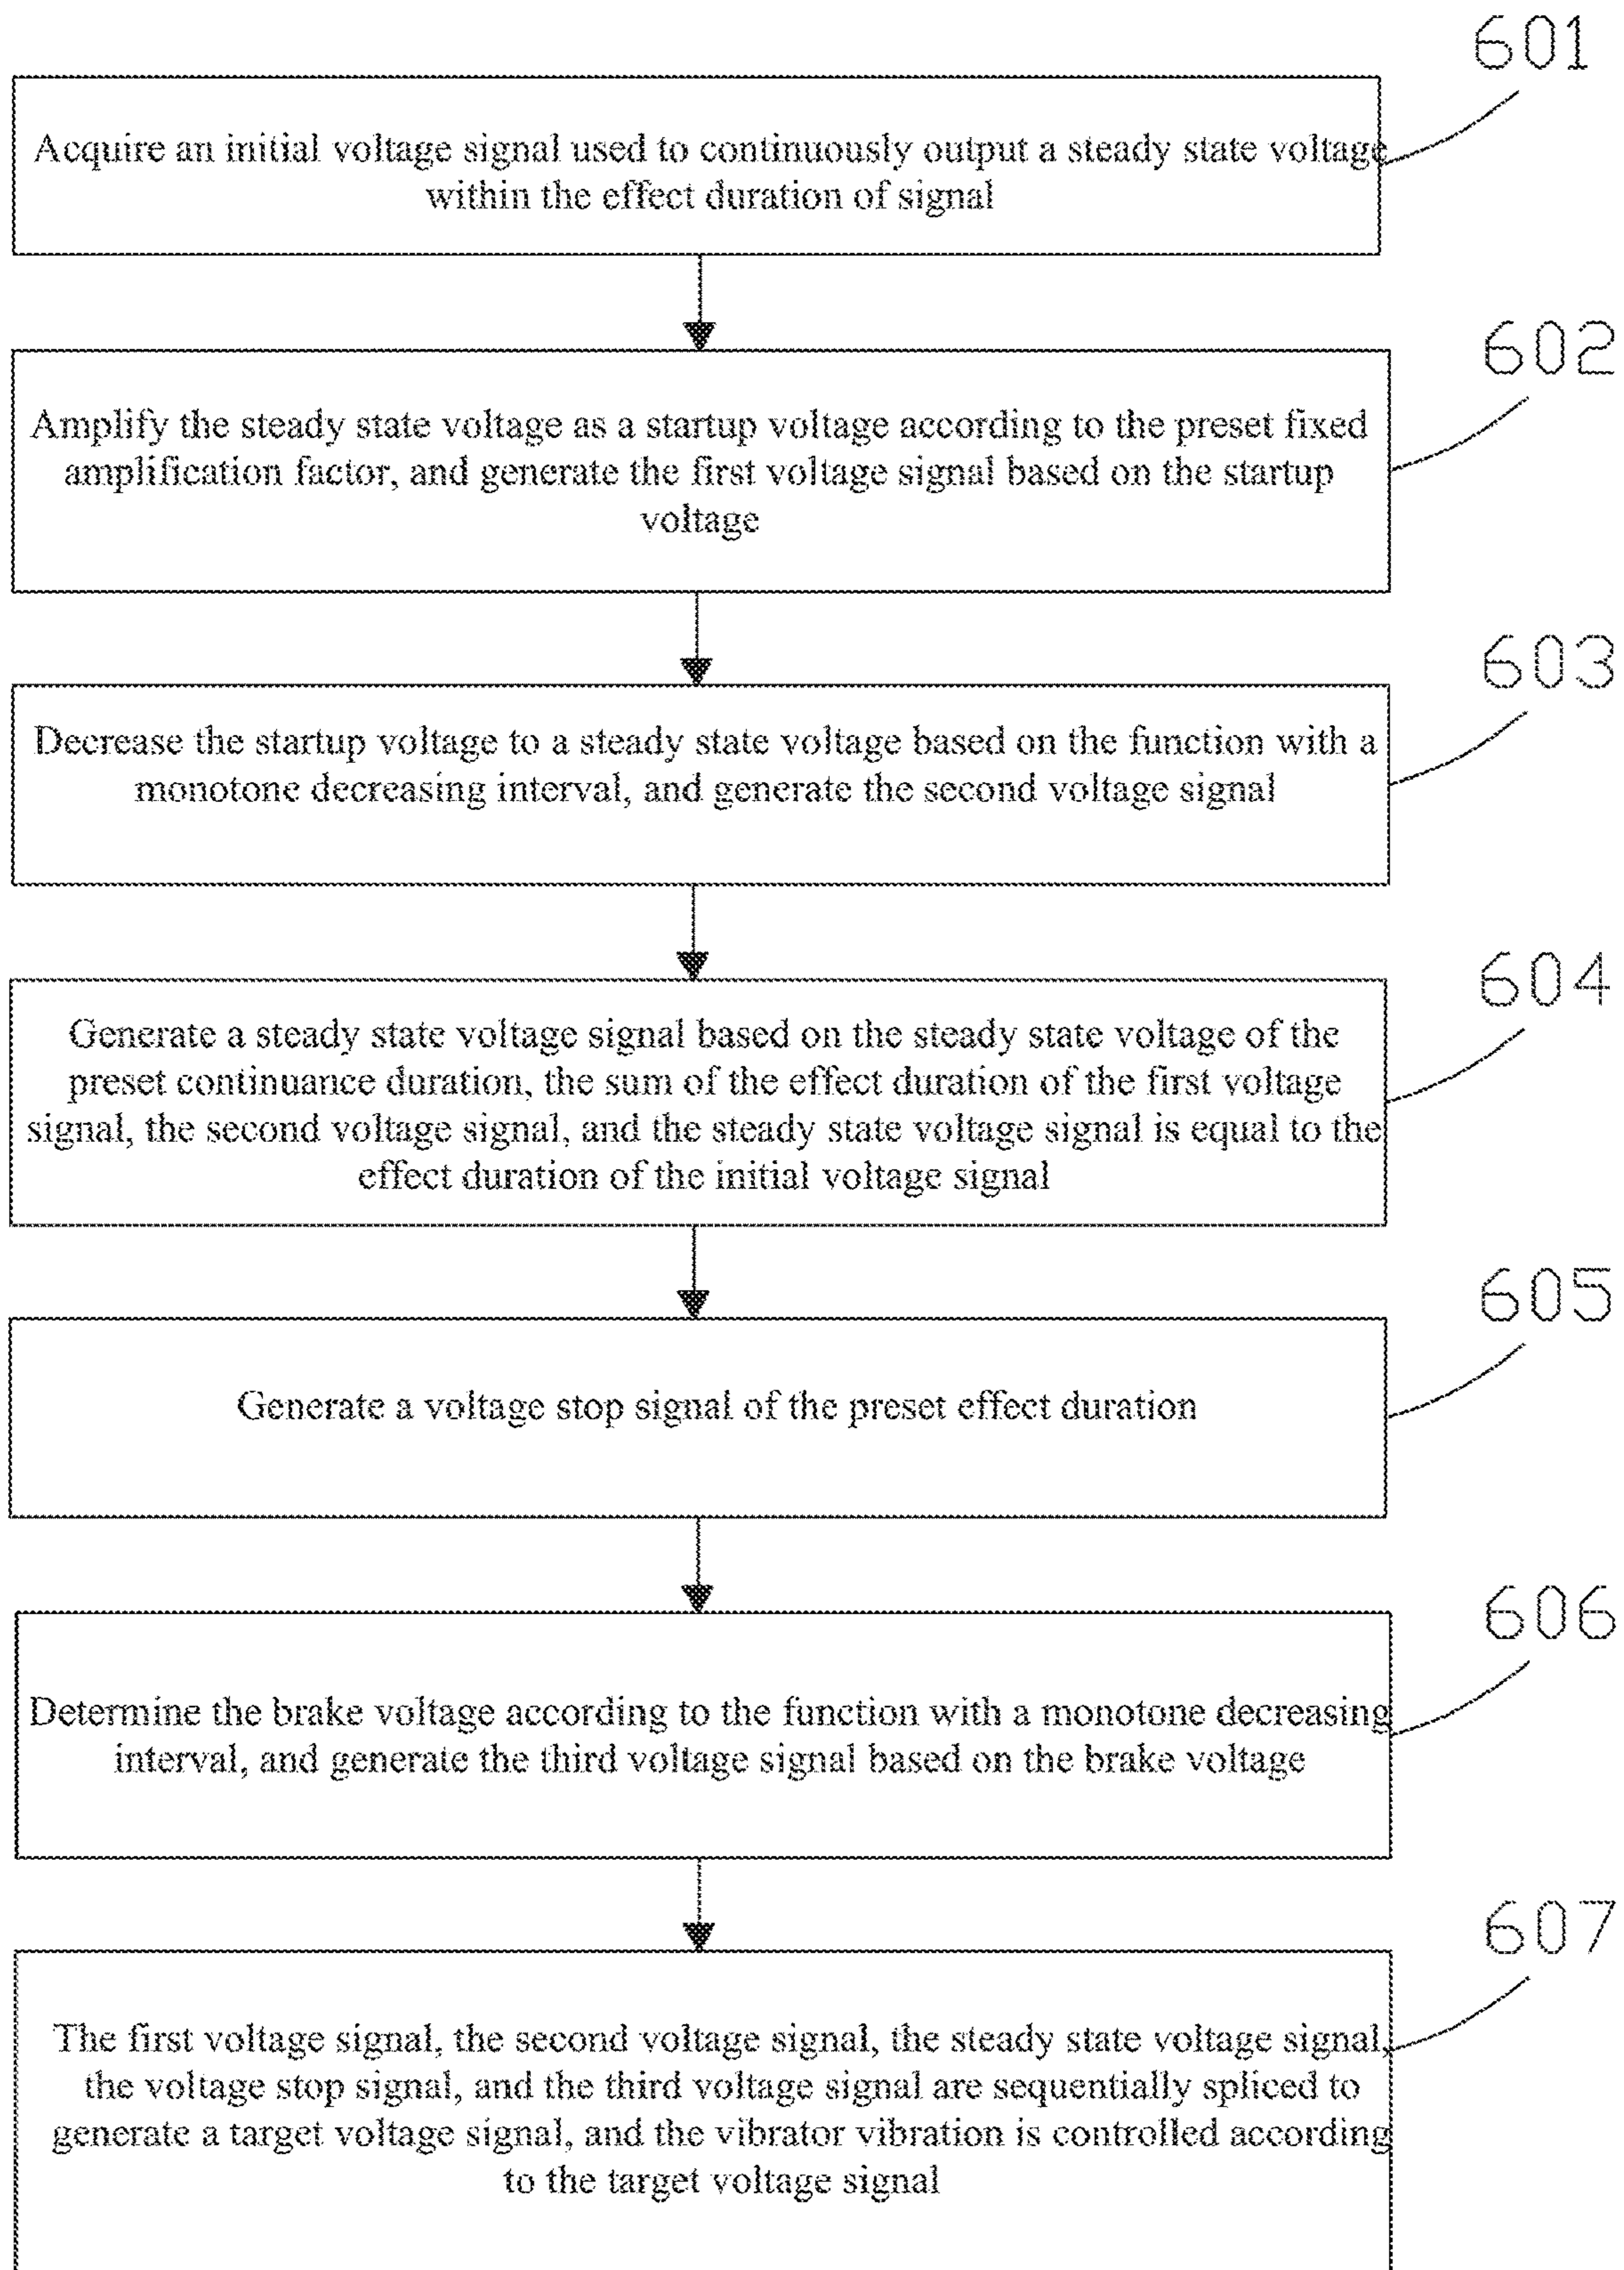 601
Acquire an initial voltage signal used to continuously output a steady state voltage
within the effect duration of signal
602
Amplify the steady state voltage as a startup voltage according to the preset fixed
amplification factor, and generate the first voltage signal based on the startup
voltage
603
Decrease the startup voltage to a steady state voltage based on the function with a
monotone decreasing interval, and generate the second voltage signal
604
Generate a steady state voltage signal based on the steady state voltage of the
preset continuance duration, the sum of the effect duration of the first voltage
signal, the second voltage signal, and the steady state voltage signal is equal to the
effect duration of the initial voltage signal
605
Generate a voltage stop signal of the preset effect duration
606
Determine the brake voltage according to the function with a monotone decreasing
interval, and generate the third voltage signal based on the brake voltage
607
The first voltage signal, the second voltage signal, the steady state voltage signal,
the voltage stop signal, and the third voltage signal are sequentially spliced to
generate a target voltage signal, and the vibrator vibration is controlled according
to the target voltage signal